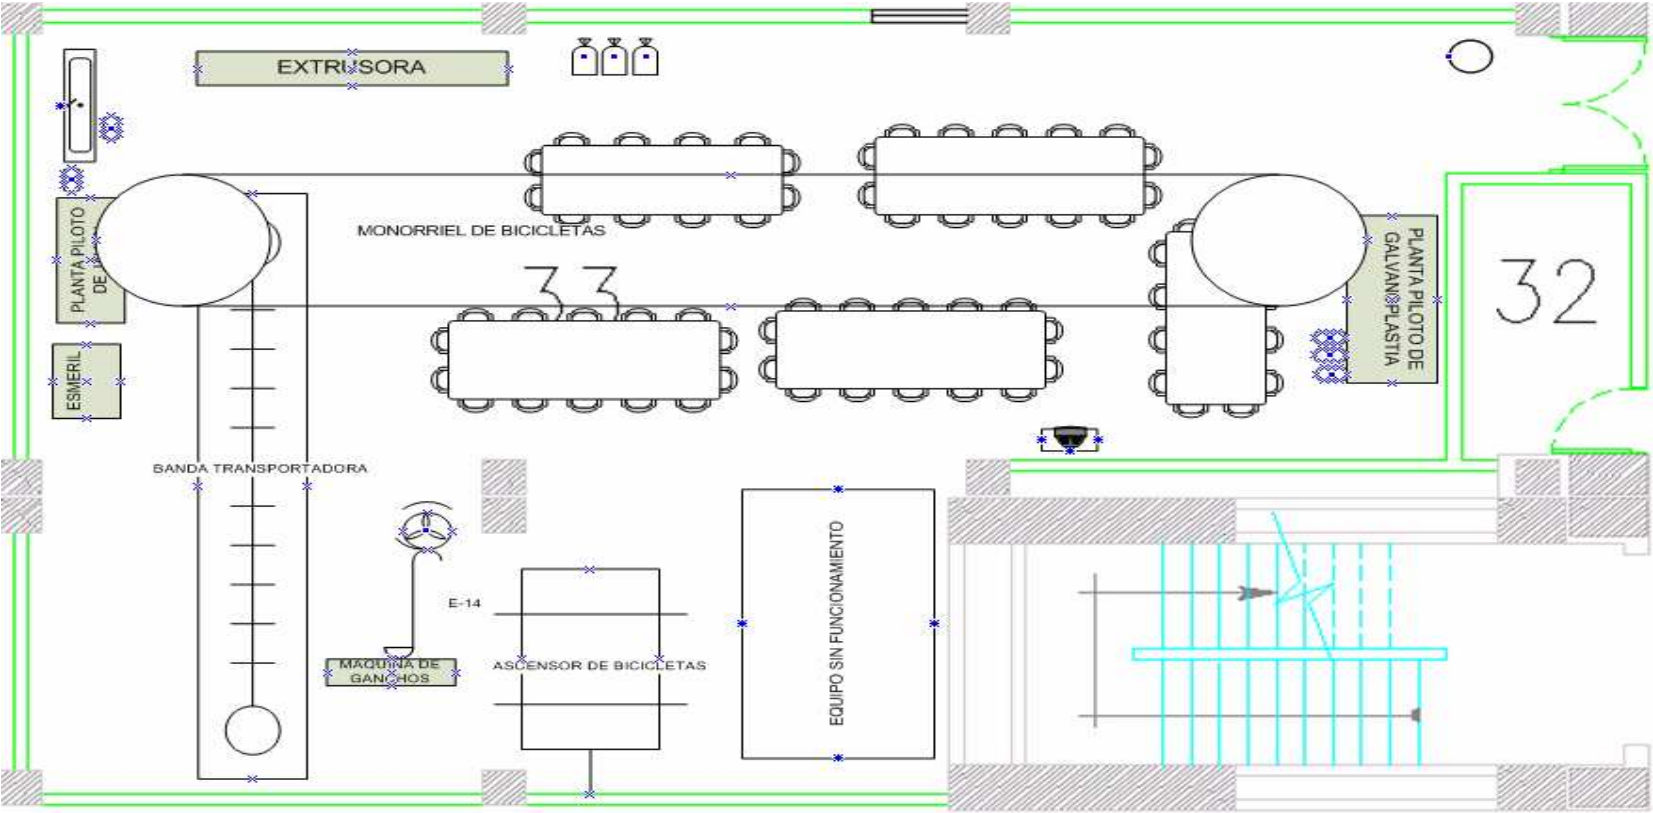 EXTRUSORA
PLANTA PILOTO
DE
MONORRIEL DE BICICLETAS
33
PLANTA PILOTO DE
GALVANOPLASTIA
32
ESMERIL
BANDA TRANSPORTADORA
E-14
MAQUINA DE
GANCHOS
ASCENSOR DE BICICLETAS
EQUIPO SIN FUNCIONAMIENTO